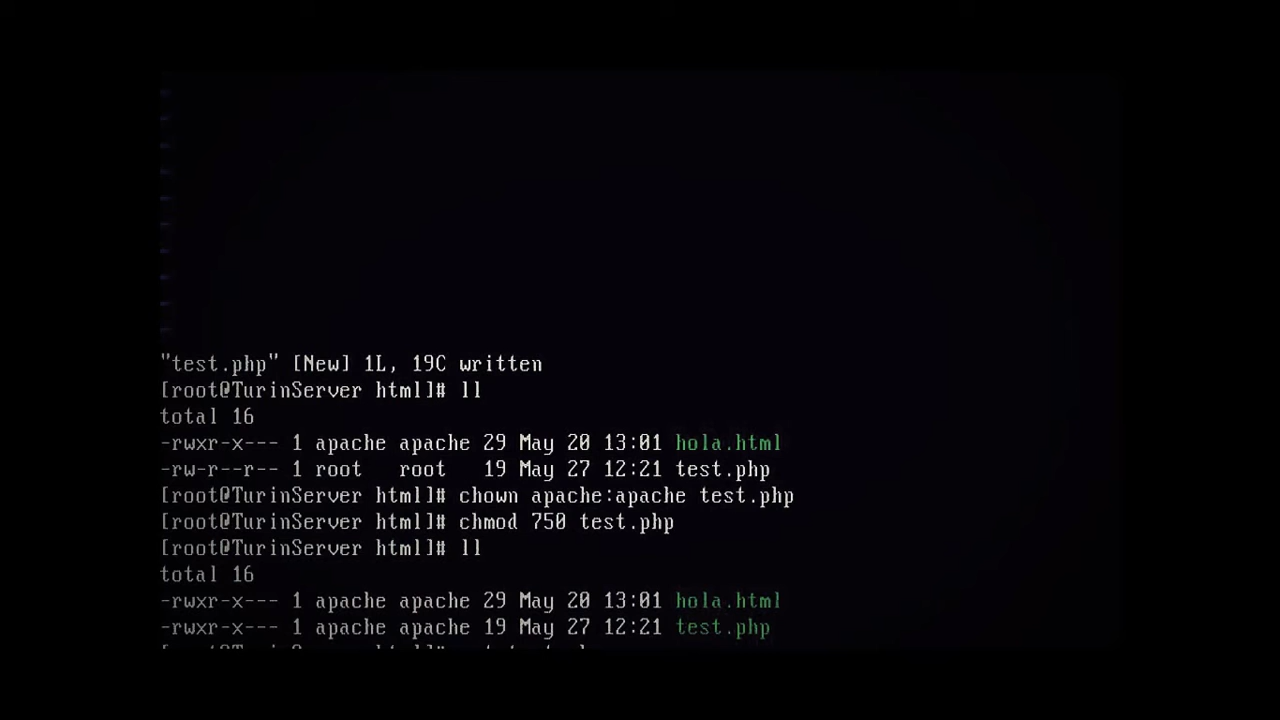 "test.php" [New] 1L, 19C written
[root@TurinServer html]# ll
total 16
-rwxr-x--- 1 apache apache 29 May 20 13:01 hola.html
-rw-r--r-- 1 root   root   19 May 27 12:21 test.php
[root@TurinServer html]# chown apache:apache test.php
[root@TurinServer html]# chmod 750 test.php
[root@TurinServer html]# ll
total 16
-rwxr-x--- 1 apache apache 29 May 20 13:01 hola.html
-rwxr-x--- 1 apache apache 19 May 27 12:21 test.php